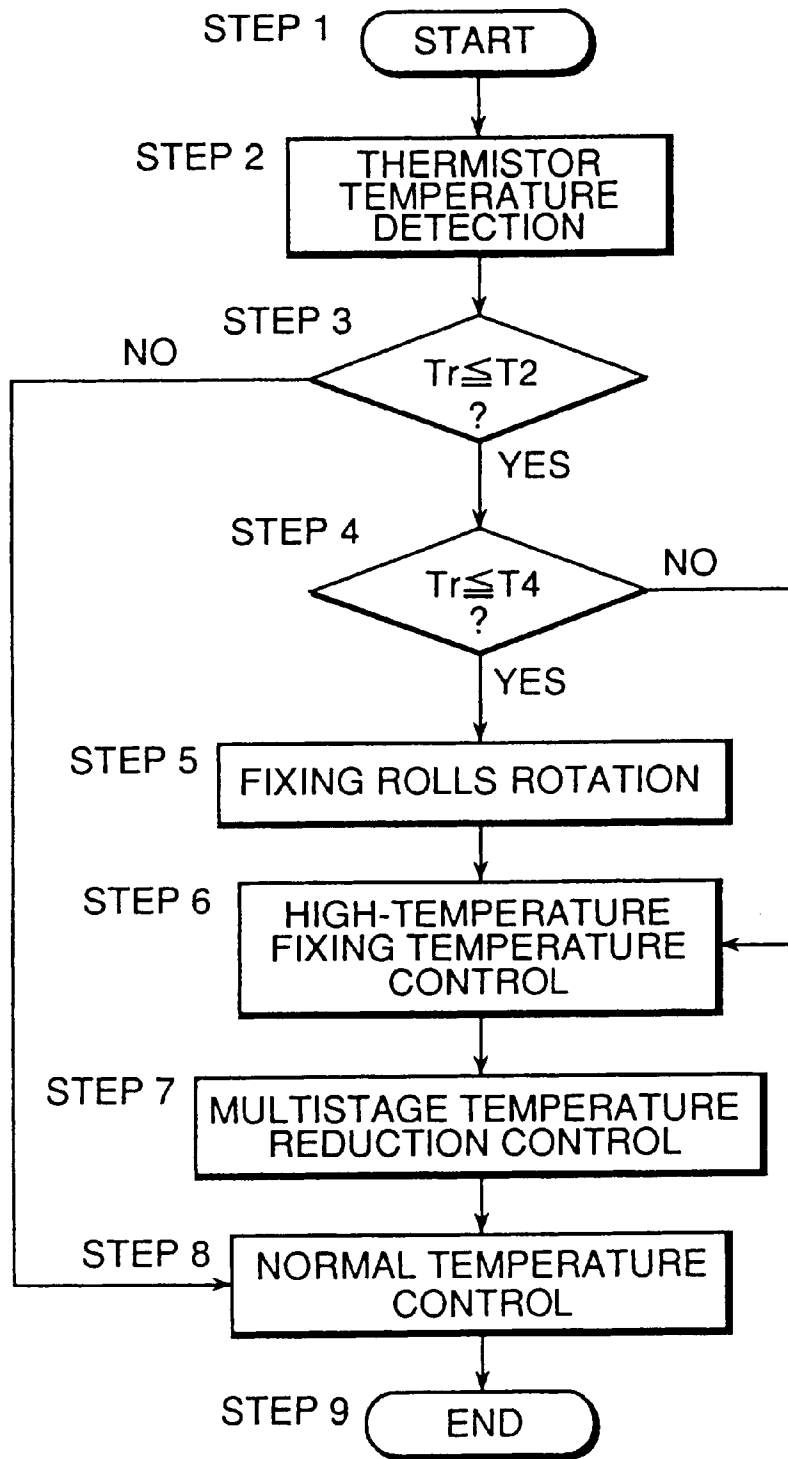 STEP 1
START
STEP 2
THERMISTOR
TEMPERATURE
DETECTION
STEP 3
NO
Tr≦T2
?
YES
STEP 4
NO
Tr≦T4
?
YES
STEP 5
FIXING ROLLS ROTATION
STEP 6
HIGH-TEMPERATURE
FIXING TEMPERATURE
CONTROL
STEP 7
MULTISTAGE TEMPERATURE
REDUCTION CONTROL
STEP 8
NORMAL TEMPERATURE
CONTROL
STEP 9
END